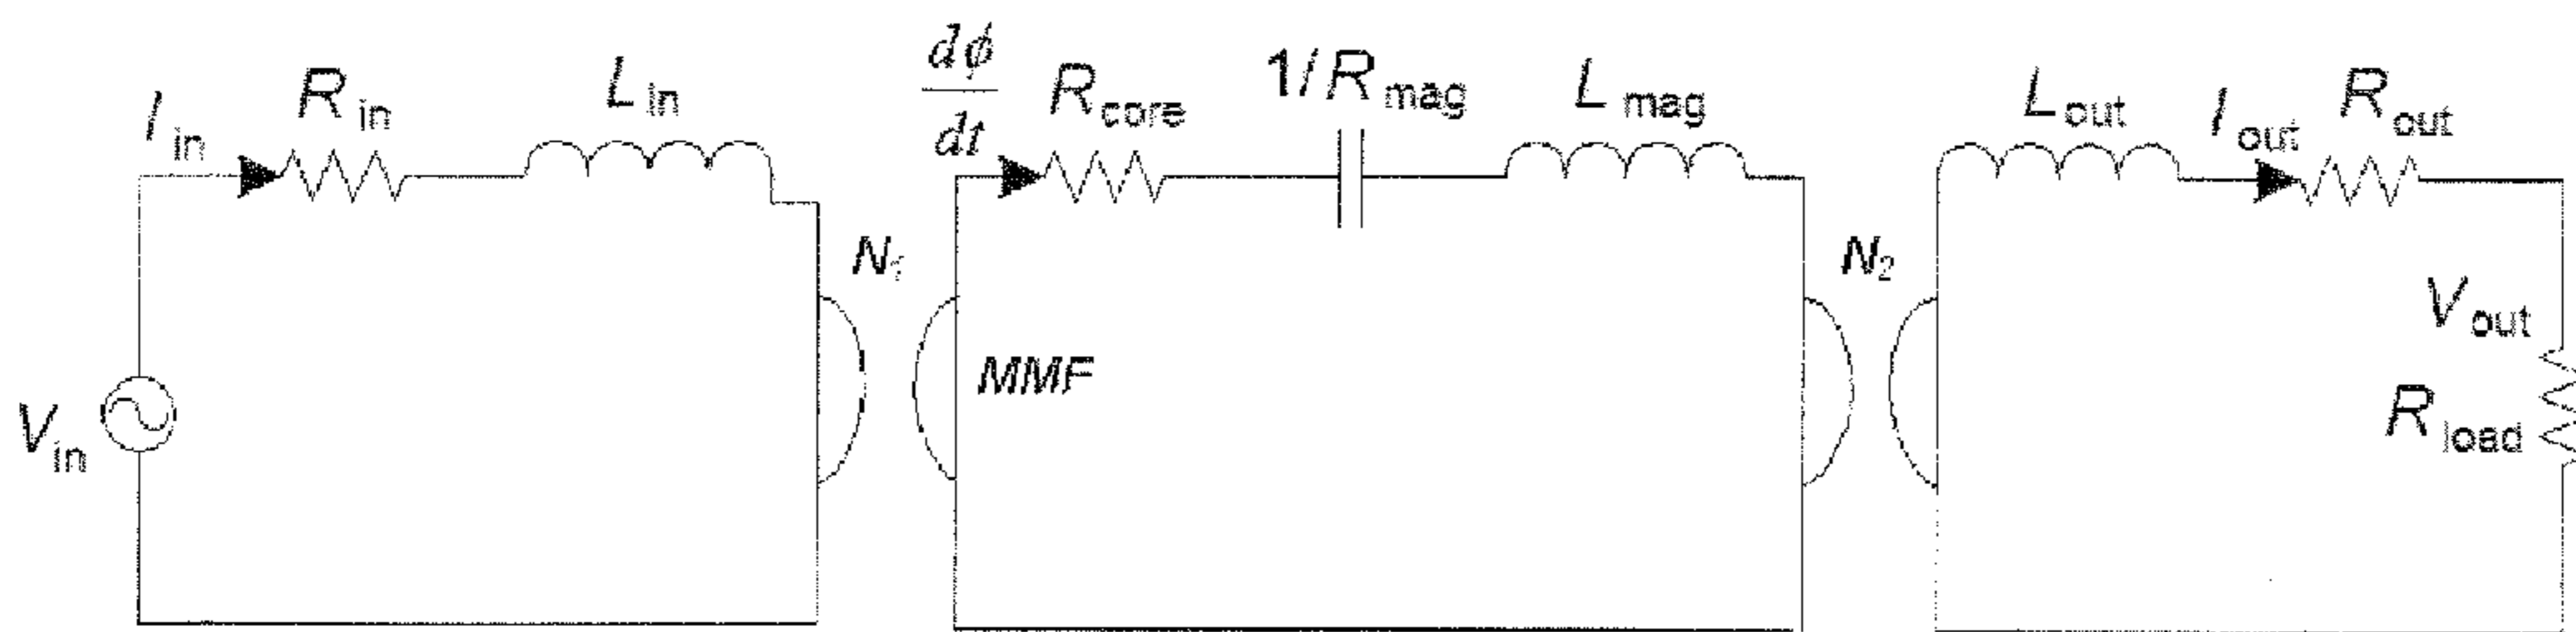 I in
R in
L in
dϕ
dt
R core
1/R mag
L mag
L out
I out
R out
N1
N2
MMF
V in
V out
R load